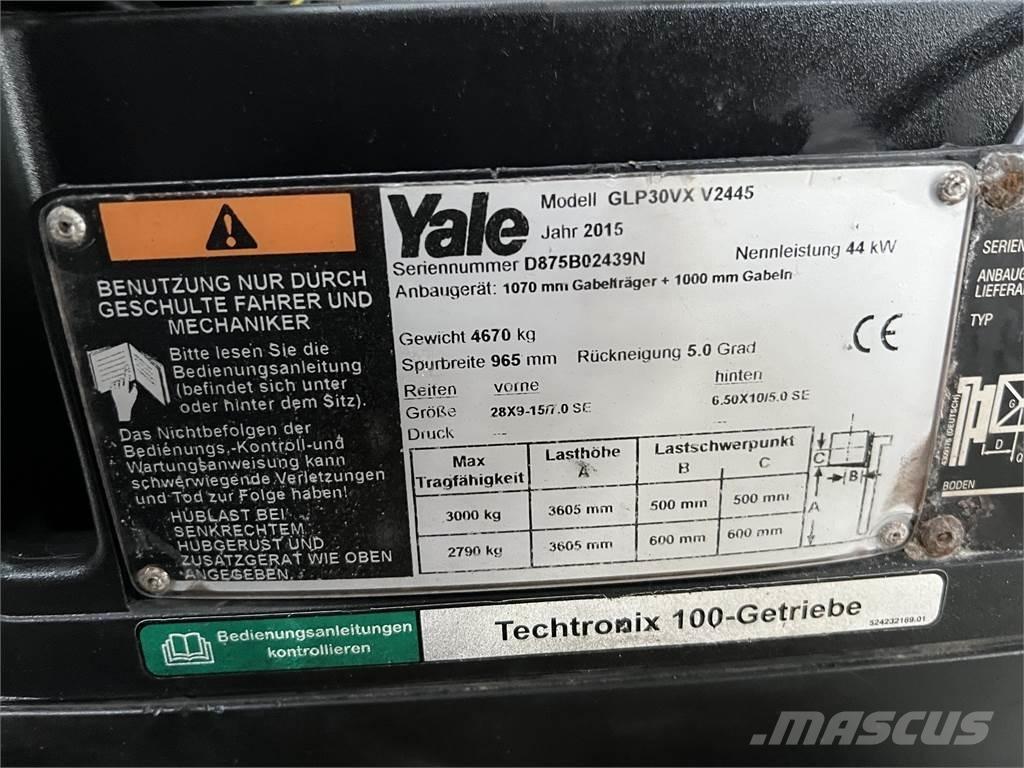 BENUTZUNG NUR DURCH
GESCHULTE FAHRER UND
MECHANIKER
Bitte lesen Sie die
Bedienungsanleitung
(befindet sich unter
oder hinter dem Sitz).
Das Nichtbefolgen der
Bedienungs,-Kontroll-und
Wartungsanweisung kann
schwerwiegende Verletzungen
und Tod zur Folge haben!
HUBLAST BEI
SENKRECHTEM
HUBGERUST UND
ZUSATZGERAT WIE OBEN
ANGEGEBEN.
Yale
Modell GLP30VX V2445
Jahr 2015
Seriennummer D875B02439N Nennleistung 44 kW
Anbaugerät: 1070 mm Gabelträger + 1000 mm Gabeln
Gewicht 4670 kg
Spurbreite 965 mm Rückneigung 5.0 Grad
CE
Reifen vorne hinten
Größe 28X9-15/7.0 SE 6.50X10/5.0 SE
Druck --- ---
Max Tragfähigkeit Lasthöhe A Lastschwerpunkt B C
3000 kg 3605 mm 500 mm 500 mm
2790 kg 3605 mm 600 mm 600 mm
C
B
A
SERIEN
ANBAUG
LIEFERA
TYP
G
D
Q
BODEN
(DEUTSCH)
Bedienungsanleitungen
kontrollieren
Techtronix 100-Getriebe
524232169.01
MASCUS